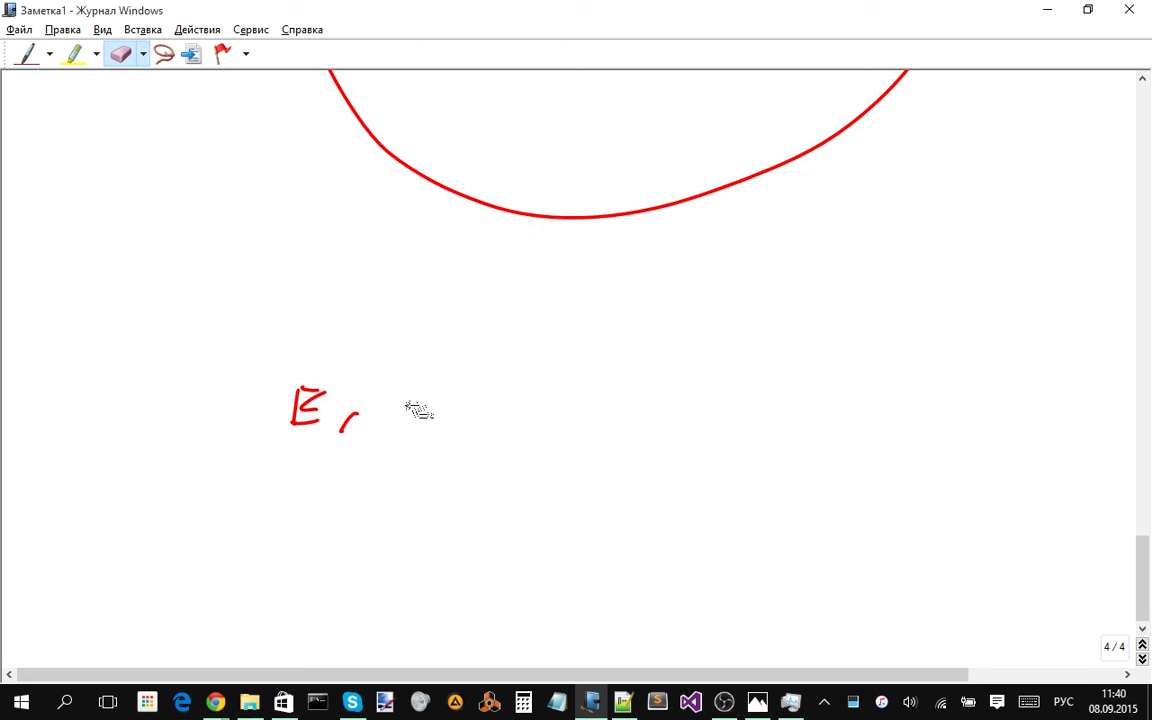 Заметка1 - Журнал Windows
Файл Правка Вид Вставка Действия Сервис Справка
E,
4 / 4
РУС
11:40
08.09.2015